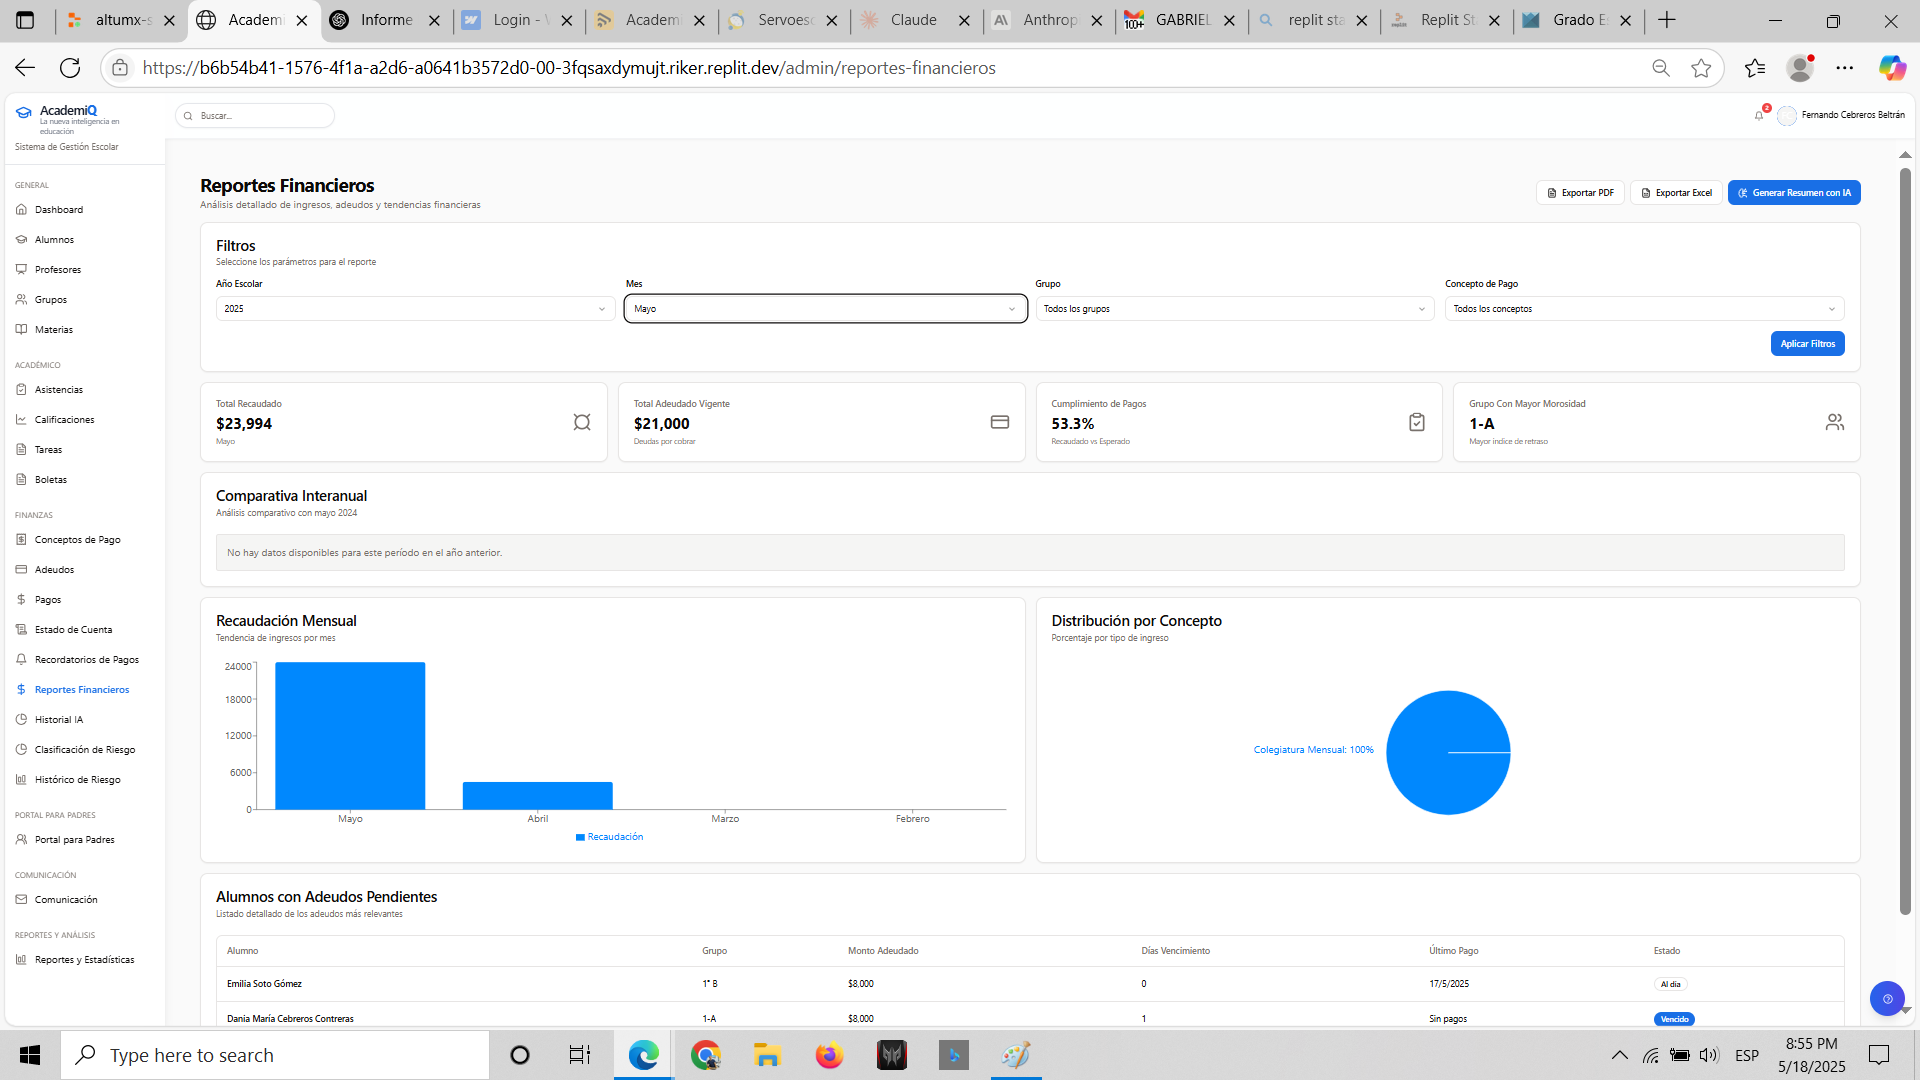 altumx-s
Academi
Informe
Login - W
Academi
Servoesc
Claude
Anthrop
GABRIEL
replit sta
Replit St
Grado E
https://b6b54b41-1576-4f1a-a2d6-a0641b3572d0-00-3fqsaxdymujt.riker.replit.dev/admin/reportes-financieros
AcademiQ
La nueva inteligencia en
educación
Sistema de Gestión Escolar
Buscar...
2
Fernando Cebreros Beltrán
GENERAL
Dashboard
Alumnos
Profesores
Grupos
Materias
ACADÉMICO
Asistencias
Calificaciones
Tareas
Boletas
FINANZAS
Conceptos de Pago
Adeudos
Pagos
Estado de Cuenta
Recordatorios de Pagos
Reportes Financieros
Historial IA
Clasificación de Riesgo
Histórico de Riesgo
PORTAL PARA PADRES
Portal para Padres
COMUNICACIÓN
Comunicación
REPORTES Y ANÁLISIS
Reportes y Estadísticas
Reportes Financieros
Análisis detallado de ingresos, adeudos y tendencias financieras
Exportar PDF
Exportar Excel
Generar Resumen con IA
Filtros
Seleccione los parámetros para el reporte
Año Escolar
Mes
Grupo
Concepto de Pago
2025
Mayo
Todos los grupos
Todos los conceptos
Aplicar Filtros
Total Recaudado
$23,994
Mayo
Total Adeudado Vigente
$21,000
Deudas por cobrar
Cumplimiento de Pagos
53.3%
Recaudado vs Esperado
Grupo Con Mayor Morosidad
1-A
Mayor índice de retraso
Comparativa Interanual
Análisis comparativo con mayo 2024
No hay datos disponibles para este período en el año anterior.
Recaudación Mensual
Tendencia de ingresos por mes
24000
18000
12000
6000
0
Mayo
Abril
Marzo
Febrero
Recaudación
Distribución por Concepto
Porcentaje por tipo de ingreso
Colegiatura Mensual: 100%
Alumnos con Adeudos Pendientes
Listado detallado de los adeudos más relevantes
Alumno Grupo Monto Adeudado Días Vencimiento Último Pago Estado
Emilia Soto Gómez 1° B $8,000 0 17/5/2025 Al día
Dania María Cebreros Contreras 1-A $8,000 1 Sin pagos Vencido
Type here to search
ESP
8:55 PM
5/18/2025